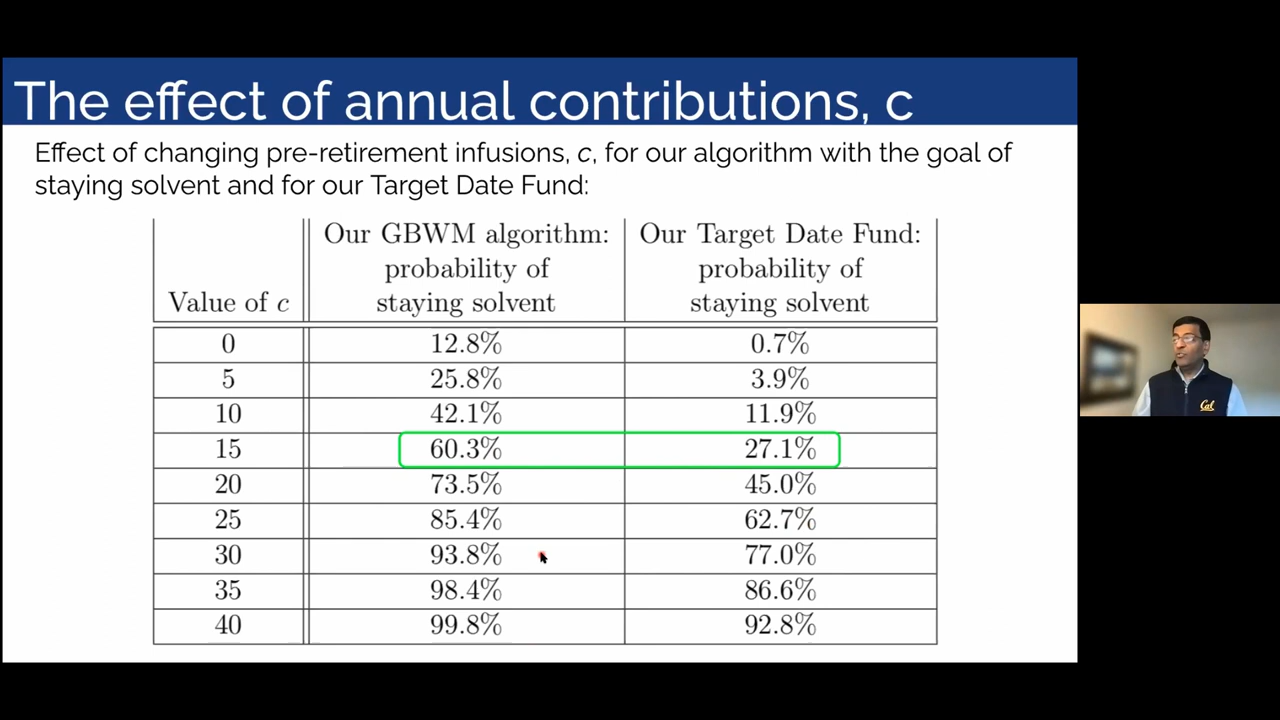 The effect of annual contributions, c
Effect of changing pre-retirement infusions, c, for our algorithm with the goal of
staying solvent and for our Target Date Fund:
Value of c
Our GBWM algorithm:
probability of
staying solvent
Our Target Date Fund:
probability of
staying solvent
0 12.8% 0.7%
5 25.8% 3.9%
10 42.1% 11.9%
15 60.3% 27.1%
20 73.5% 45.0%
25 85.4% 62.7%
30 93.8% 77.0%
35 98.4% 86.6%
40 99.8% 92.8%
Cal